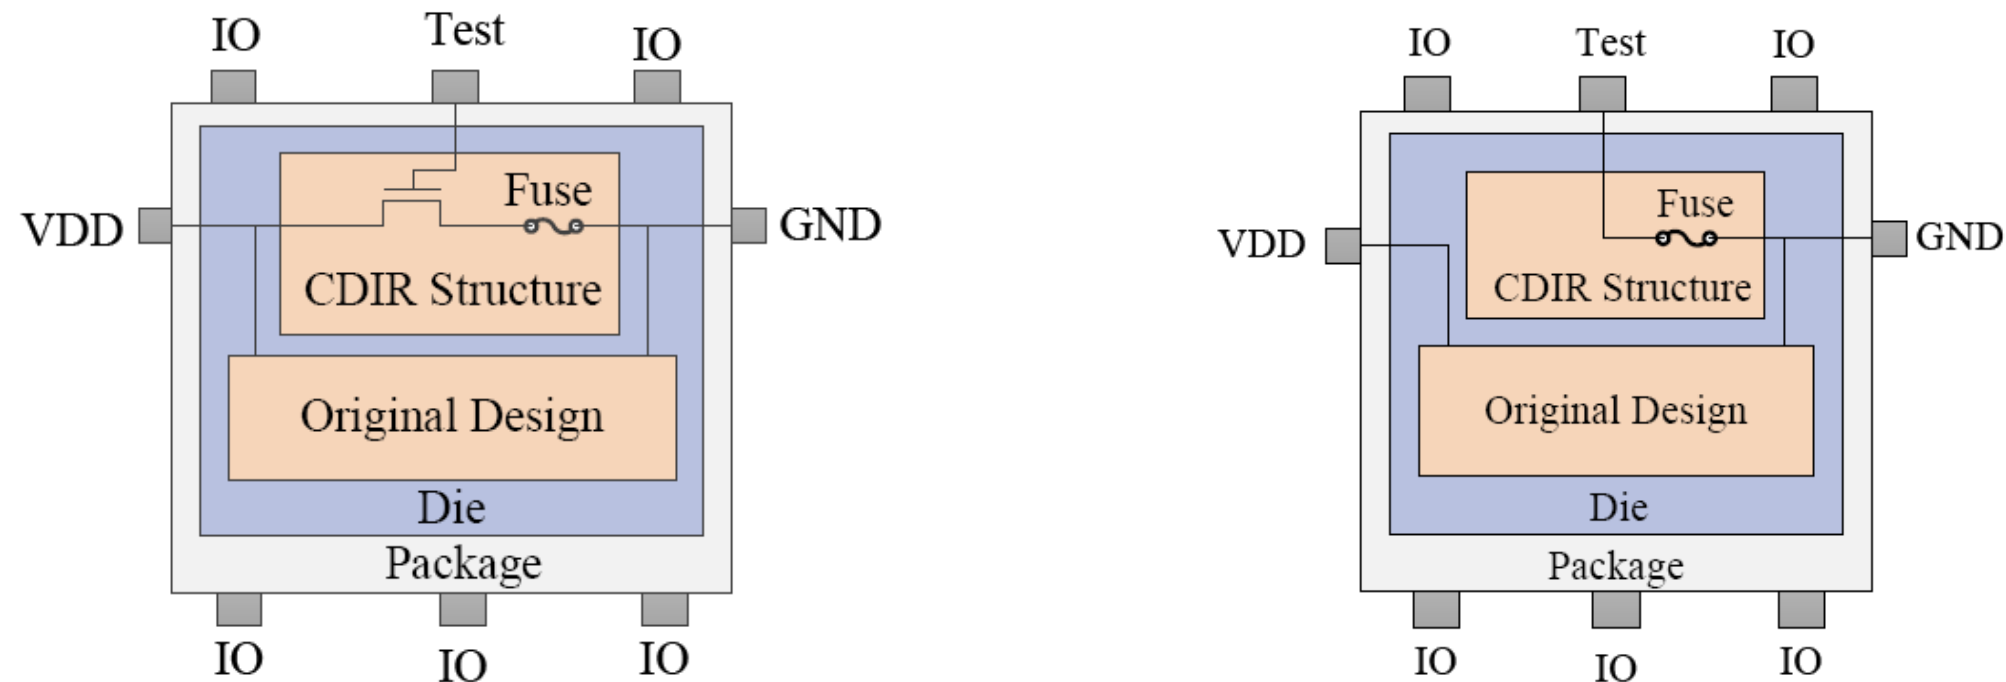 IO
Test
IO
Fuse
VDD
GND
CDIR Structure
Original Design
Die
Package
IO
IO
IO
IO
Test
IO
Fuse
VDD
GND
CDIR Structure
Original Design
Die
Package
IO
IO
IO